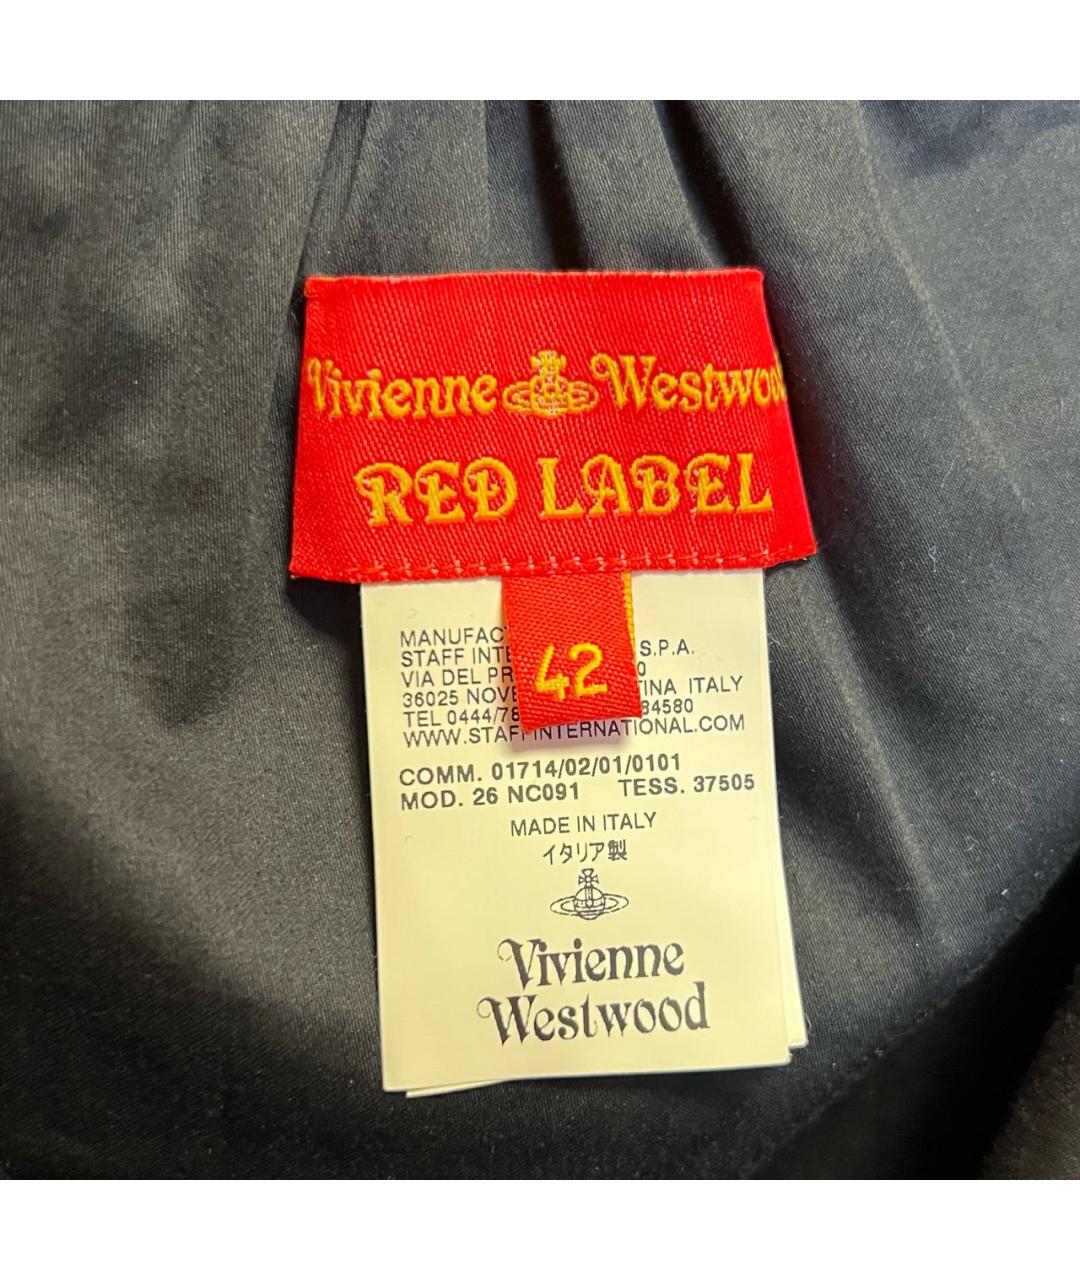 Vivienne Westwood
RED LABEL
42
MANUFAC
STAFF INTE S.P.A.
VIA DEL PR 0
36025 NOVE TINA ITALY
TEL 0444/78 84580
WWW.STAFFINTERNATIONAL.COM
COMM. 01714/02/01/0101
MOD. 26 NC091 TESS. 37505
MADE IN ITALY
イタリア製
Vivienne
Westwood